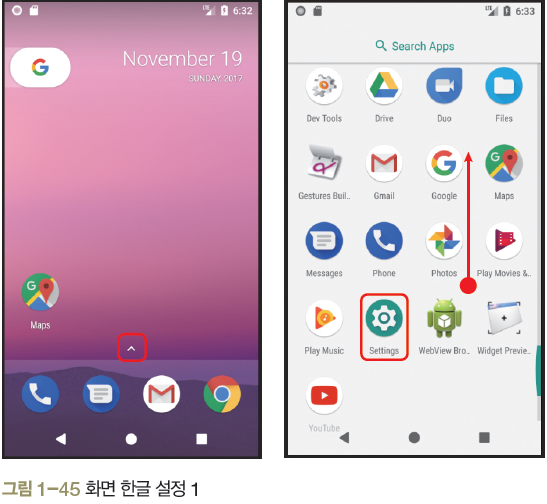 6:32
November 19
SUNDAY, 2017
G
Maps
6:33
Search Apps
Dev Tools
Drive
Duo
Files
Gestures Buil..
Gmail
Google
Maps
Messages
Phone
Photos
Play Movies &..
Play Music
Settings
WebView Bro..
Widget Previe..
YouTube
그림 1-45 화면 한글 설정 1